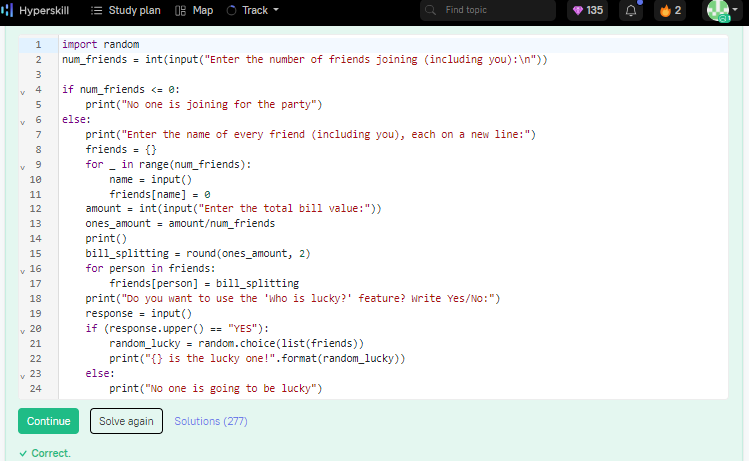 Hyperskill Study plan Map Track Find topic 135 2
1 import random
2 num_friends = int(input("Enter the number of friends joining (including you):\n"))
3
4 if num_friends <= 0:
5     print("No one is joining for the party")
6 else:
7     print("Enter the name of every friend (including you), each on a new line:")
8     friends = {}
9     for _ in range(num_friends):
10         name = input()
11         friends[name] = 0
12     amount = int(input("Enter the total bill value:"))
13     ones_amount = amount/num_friends
14     print()
15     bill_splitting = round(ones_amount, 2)
16     for person in friends:
17         friends[person] = bill_splitting
18     print("Do you want to use the 'Who is lucky?' feature? Write Yes/No:")
19     response = input()
20     if (response.upper() == "YES"):
21         random_lucky = random.choice(list(friends))
22         print("{} is the lucky one!".format(random_lucky))
23     else:
24         print("No one is going to be lucky")
Continue Solve again Solutions (277)
✓ Correct.